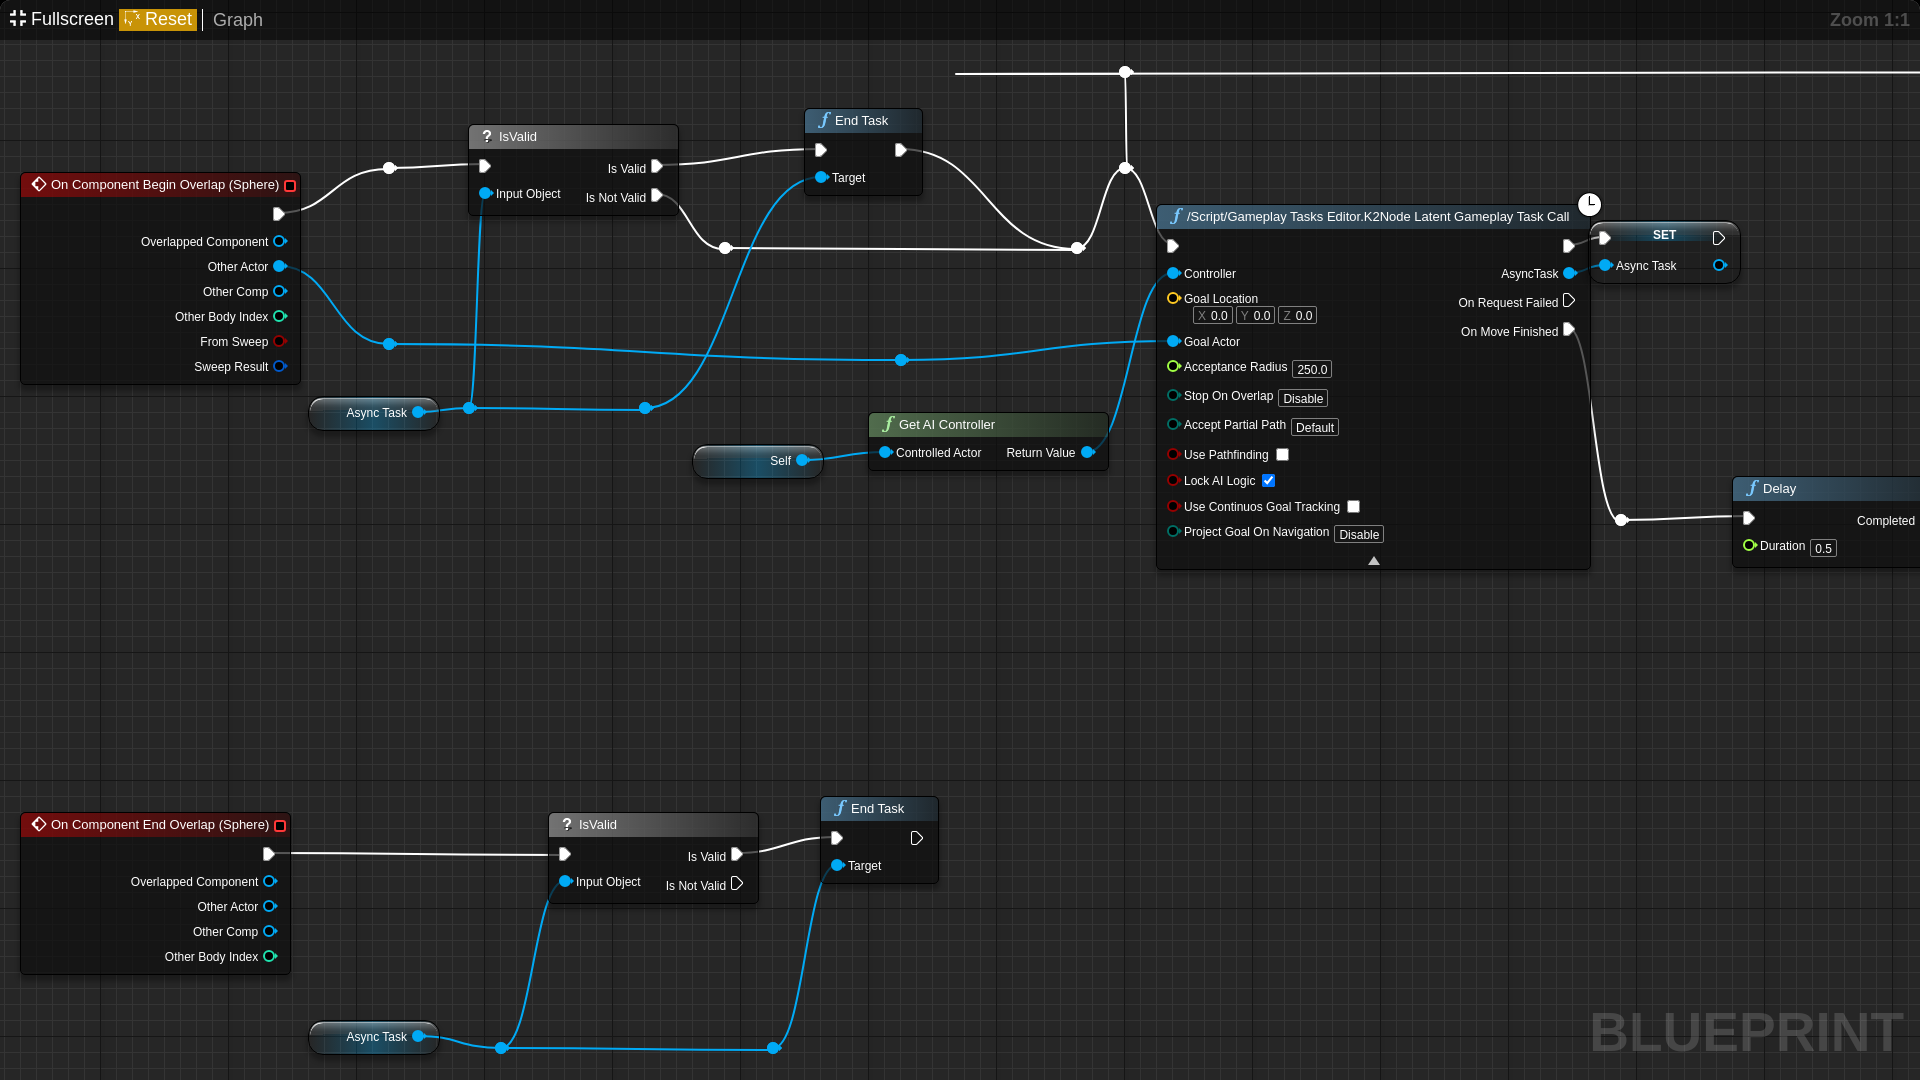 Fullscreen Reset Graph Zoom 1:1
End Task
Target
? IsValid
Is Valid
Input Object
Is Not Valid
On Component Begin Overlap (Sphere)
Overlapped Component
Other Actor
Other Comp
Other Body Index
From Sweep
Sweep Result
Async Task
Self
Get AI Controller
Controlled Actor Return Value
/Script/Gameplay Tasks Editor.K2Node Latent Gameplay Task Call
Controller AsyncTask
Goal Location On Request Failed
X 0.0 Y 0.0 Z 0.0
On Move Finished
Goal Actor
Acceptance Radius 250.0
Stop On Overlap Disable
Accept Partial Path Default
Use Pathfinding
Lock AI Logic
Use Continuos Goal Tracking
Project Goal On Navigation Disable
SET
Async Task
Delay
Completed
Duration 0.5
On Component End Overlap (Sphere)
Overlapped Component
Other Actor
Other Comp
Other Body Index
? IsValid
Is Valid
Input Object
Is Not Valid
End Task
Target
Async Task
BLUEPRINT